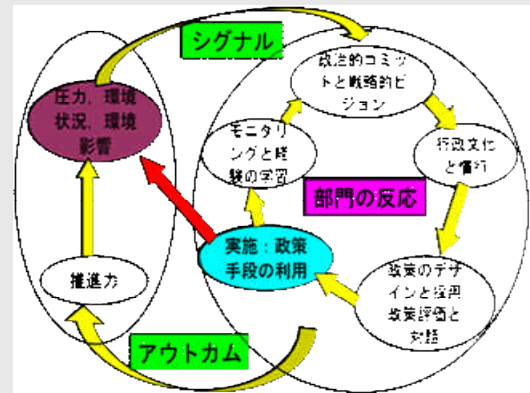 シグナル
政治的コミッ
トと戦略的ビ
ジョン
圧力，環境
状況，環境
影響
モニタリ
ングと経
験の学習
行政文化
と慣行
部門の反応
実施：政策
手段の利用
推進力
政策のデザ
インと採用
政策評価と
対話
アウトカム